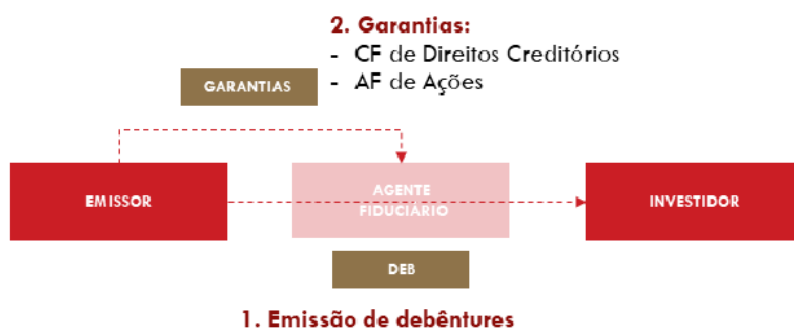 2. Garantias:
- CF de Direitos Creditórios
- AF de Ações
GARANTIAS
EMISSOR
AGENTE
FIDUCIÁRIO
INVESTIDOR
DEB
1. Emissão de debêntures